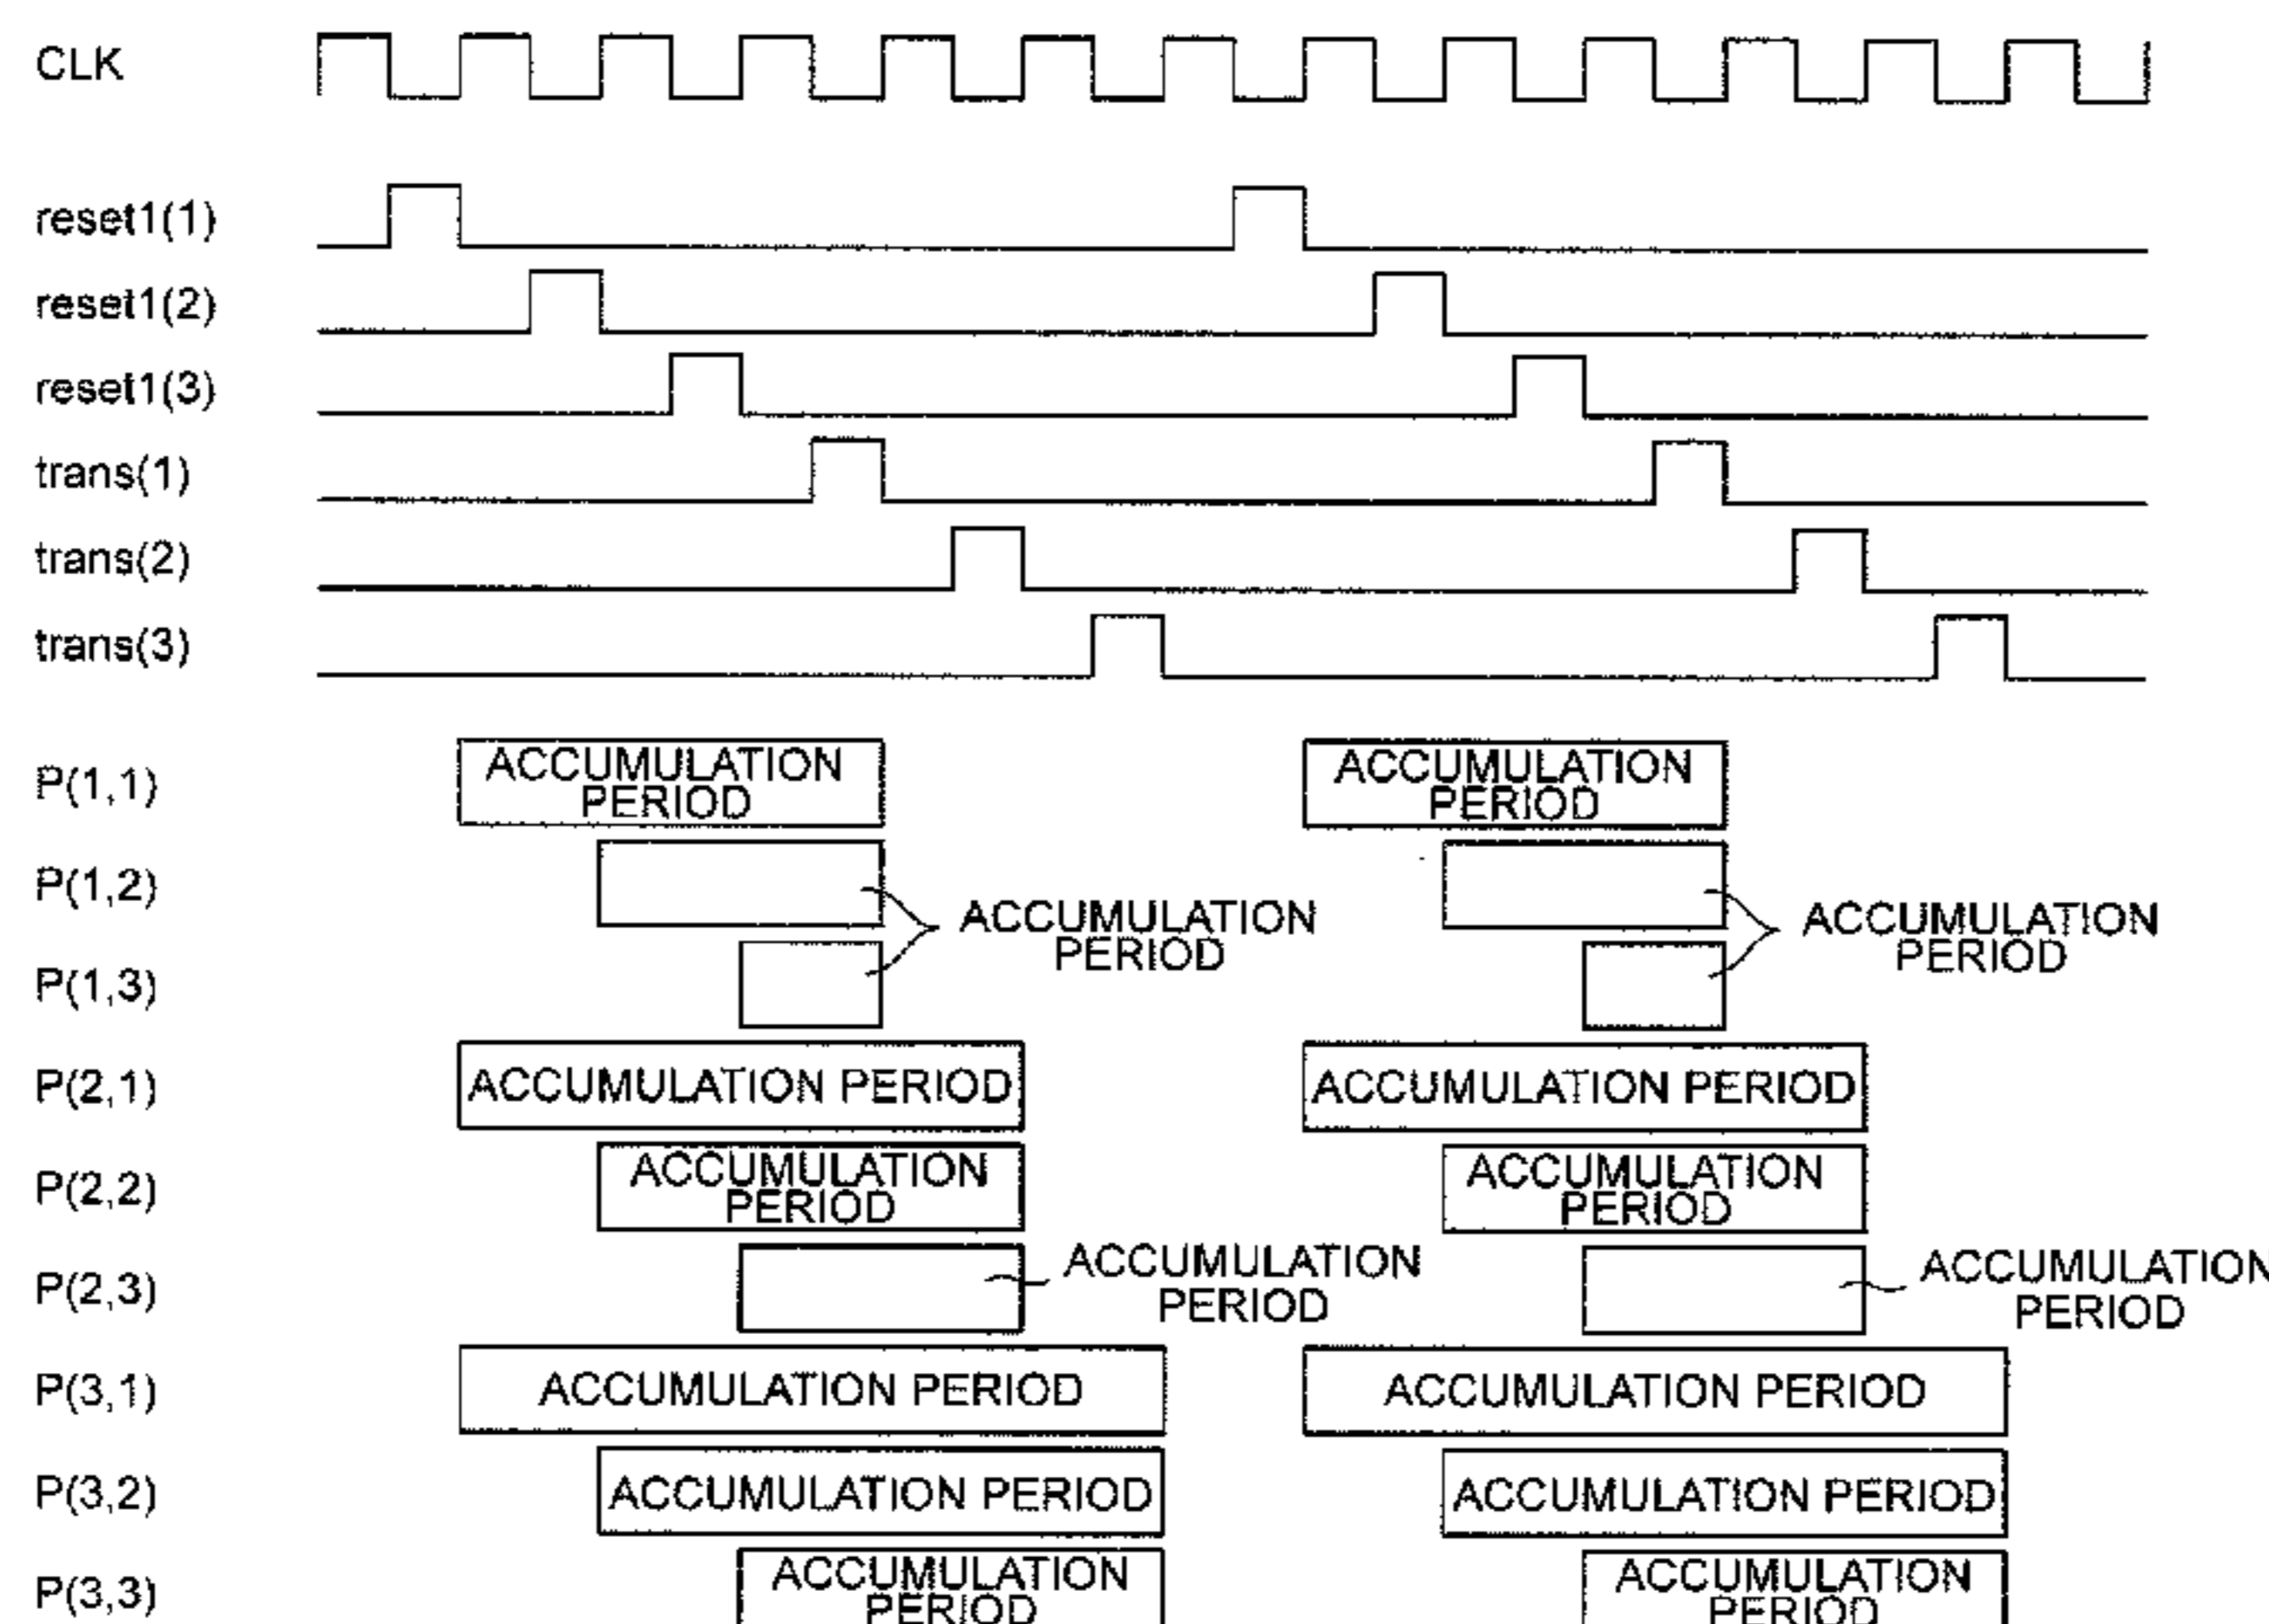 CLK
reset1(1)
reset1(2)
reset1(3)
trans(1)
trans(2)
trans(3)
P(1,1)
ACCUMULATION
PERIOD
ACCUMULATION
PERIOD
P(1,2)
ACCUMULATION
PERIOD
ACCUMULATION
PERIOD
P(1,3)
P(2,1)
ACCUMULATION PERIOD
ACCUMULATION PERIOD
P(2,2)
ACCUMULATION
PERIOD
ACCUMULATION
PERIOD
P(2,3)
ACCUMULATION
PERIOD
ACCUMULATION
PERIOD
P(3,1)
ACCUMULATION PERIOD
ACCUMULATION PERIOD
P(3,2)
ACCUMULATION PERIOD
ACCUMULATION PERIOD
P(3,3)
ACCUMULATION
PERIOD
ACCUMULATION
PERIOD